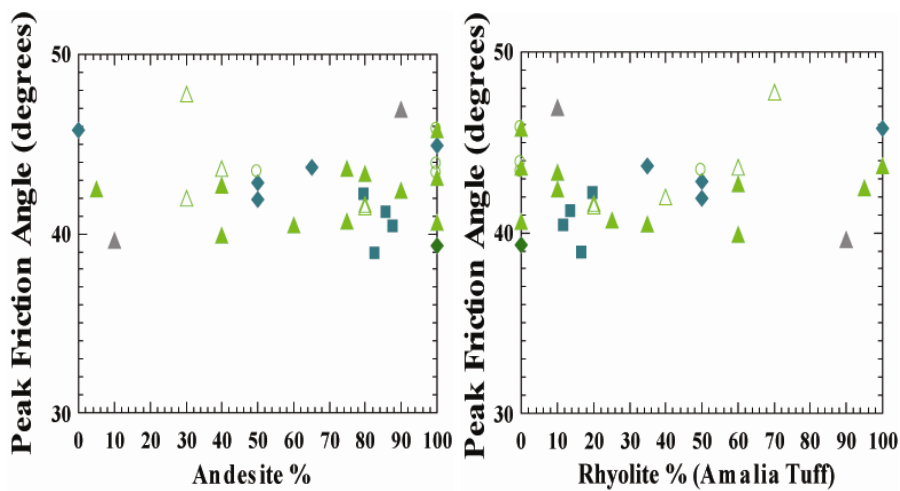 Peak Friction Angle (degrees)
50
40
30
0 10 20 30 40 50 60 70 80 90 100
Andesite %
Peak Friction Angle (degrees)
50
40
30
0 10 20 30 40 50 60 70 80 90 100
Rhyolite % (Amalia Tuff)